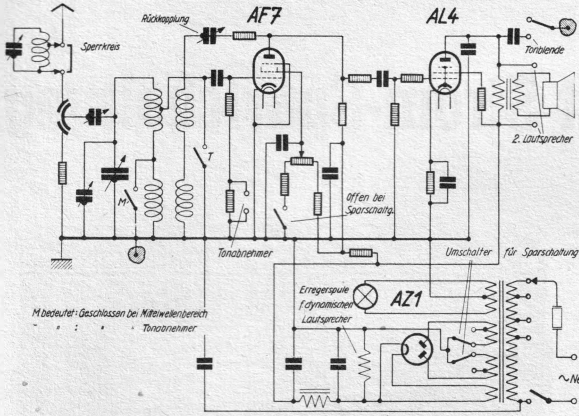 Rückkopplung
AF7
AL4
Sperrkreis
Tonblende
2. Lautsprecher
T
M
Offen bei
Sparschaltg.
Tonabnehmer
Umschalter für Sparschaltung
Erregerspule
f. dynamischen
Lautsprecher
AZ1
M bedeutet: Geschlossen bei Mittelwellenbereich
" " : " " Tonabnehmer
~ Ne